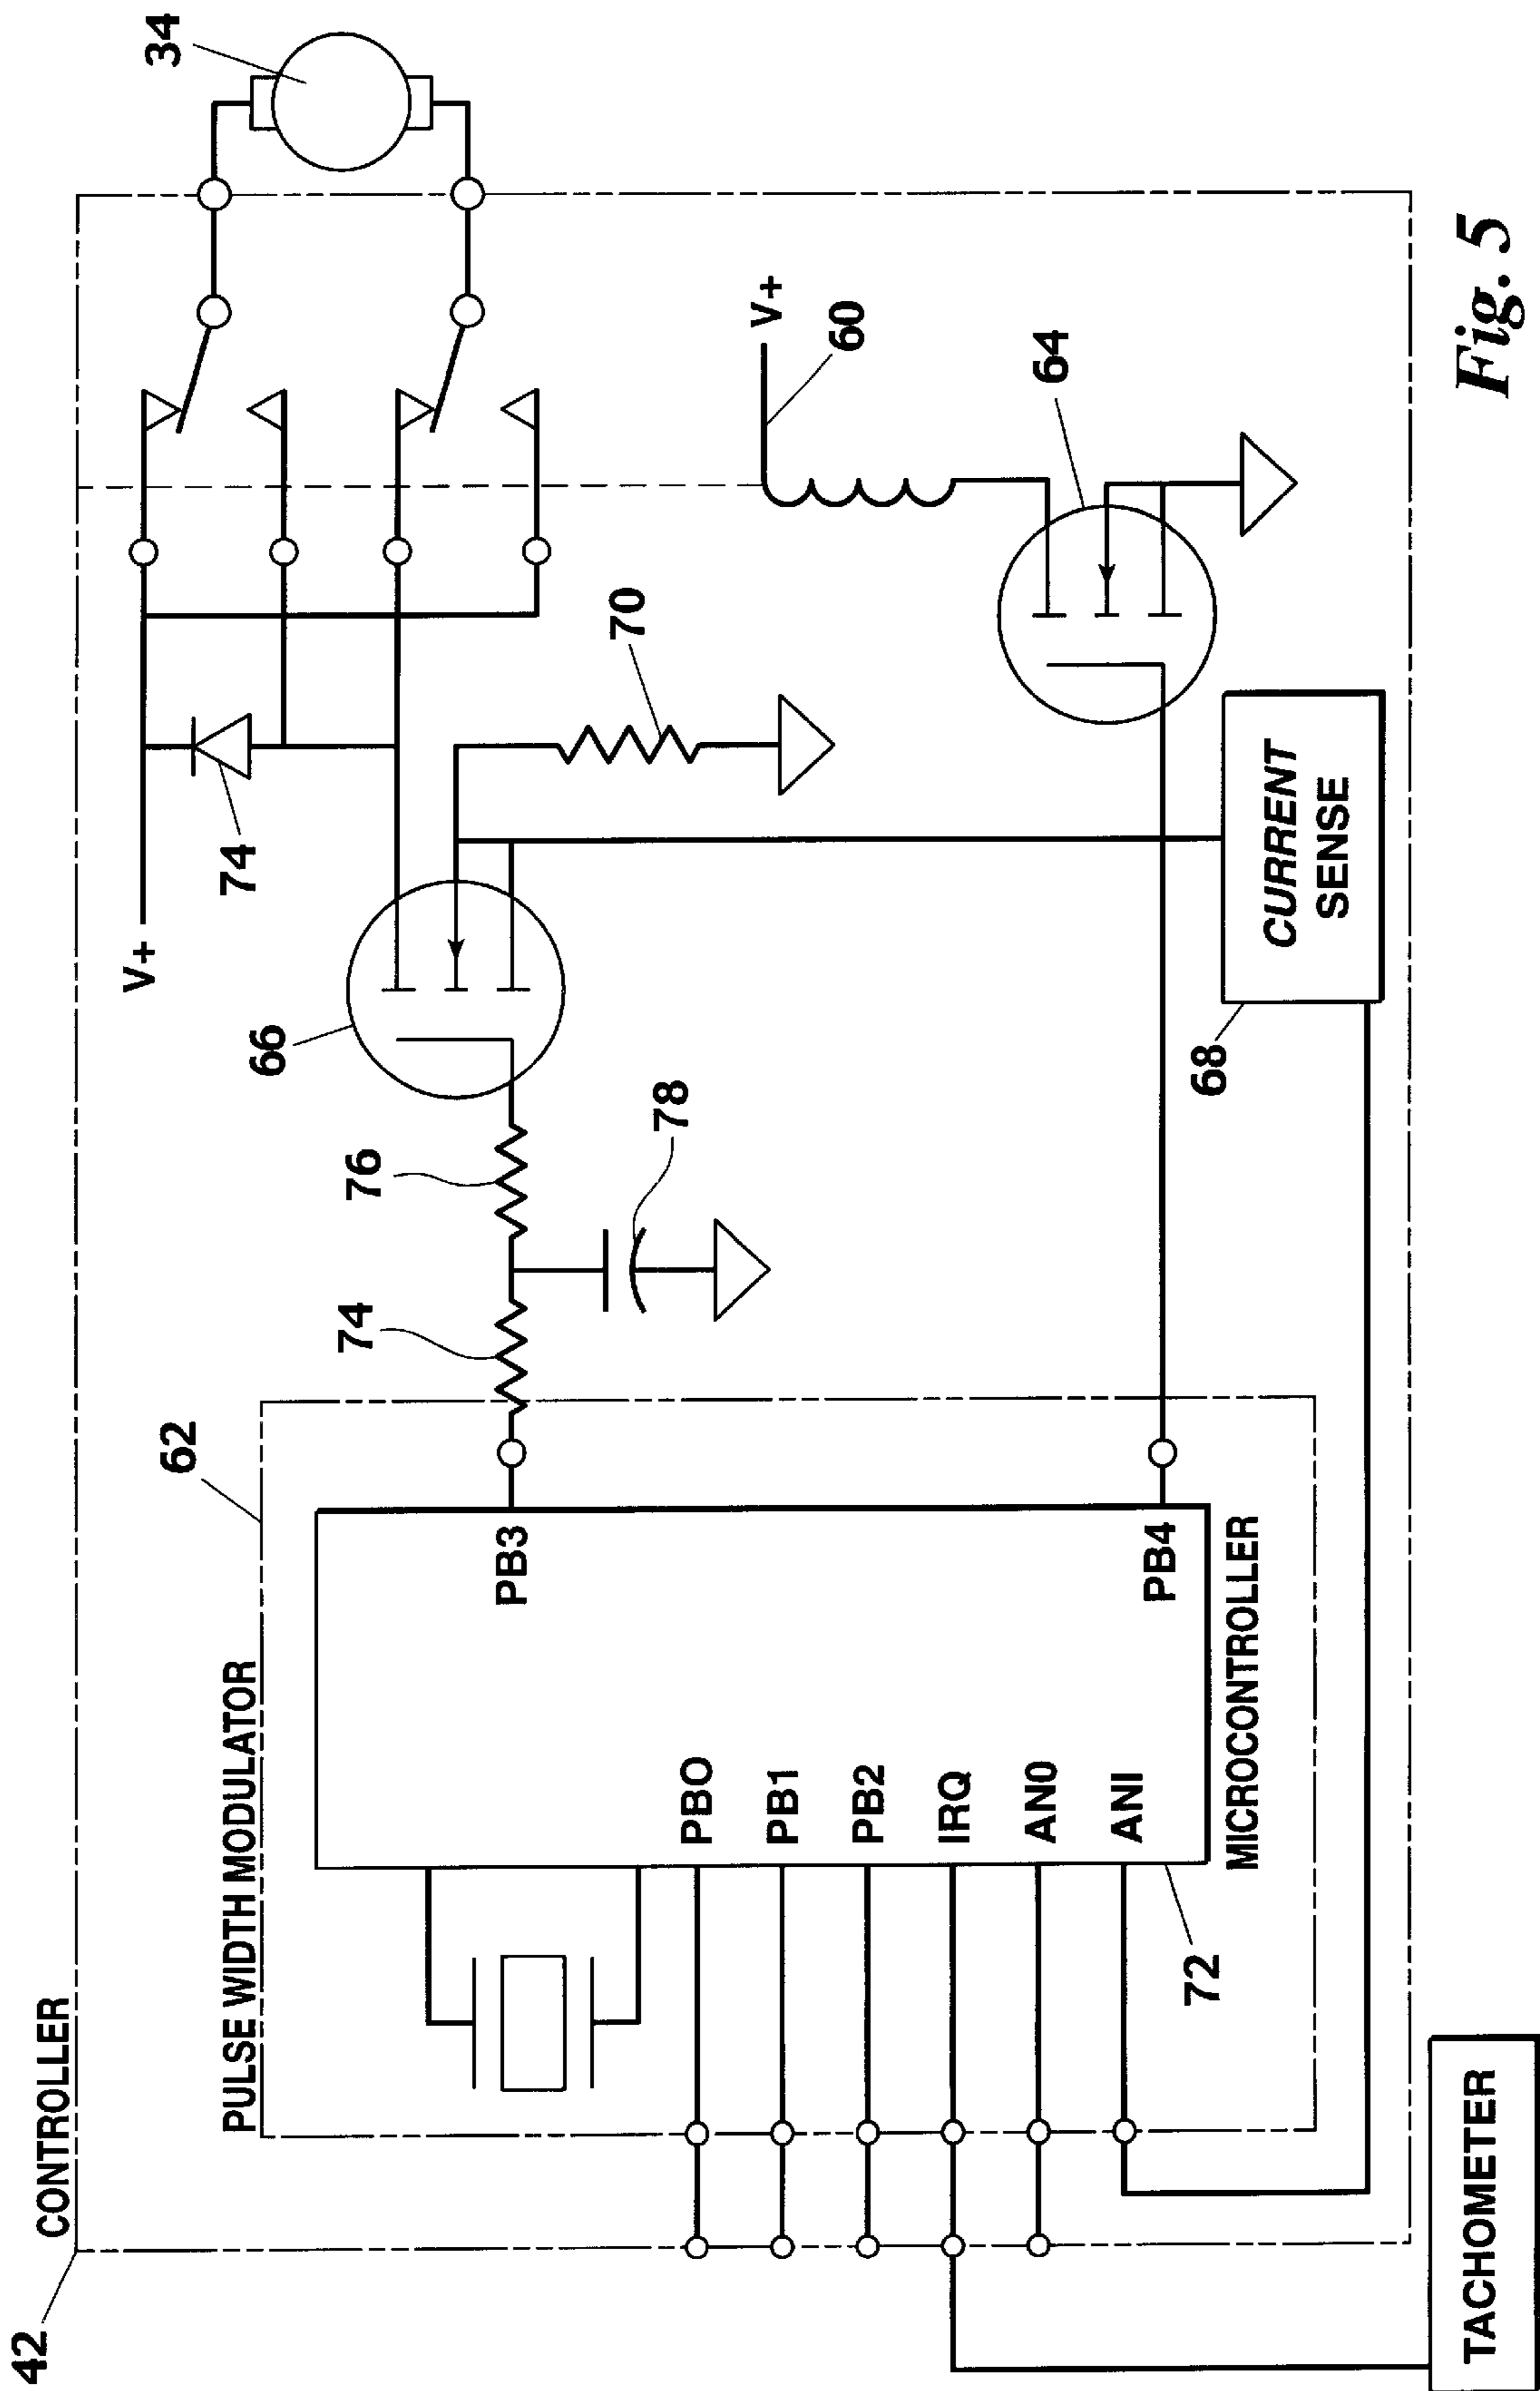 CONTROLLER
42
PULSE WIDTH MODULATOR
62
74
76
78
66
V+
74
34
70
V+
60
64
PB3
PBO
PB1
PB2
IRQ
AN0
ANI
PB4
MICROCONTROLLER
72
68
CURRENT
SENSE
TACHOMETER
Fig. 5